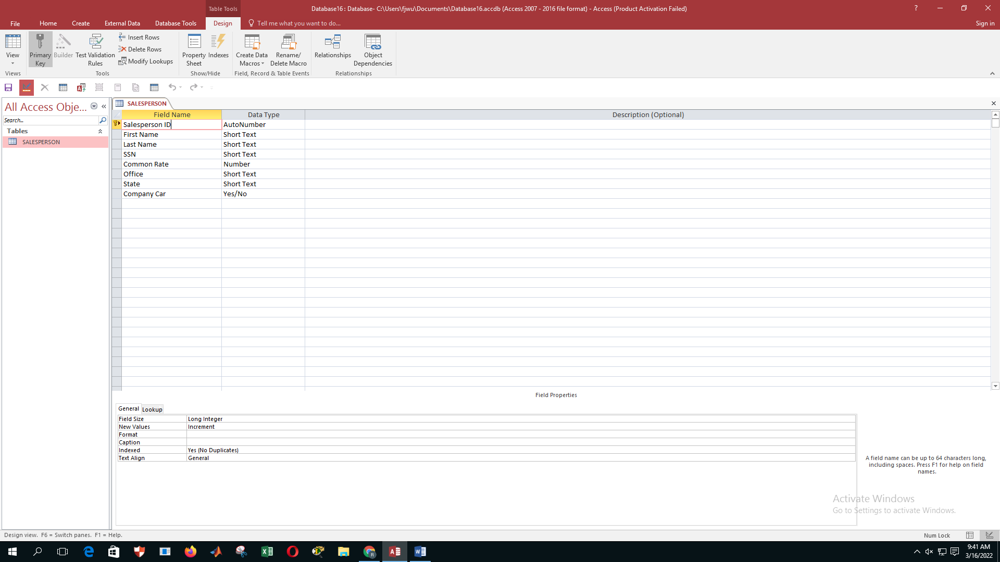 Table Tools
Database16 : Database- C:\Users\fjwu\Documents\Database16.accdb (Access 2007 - 2016 file format) - Access (Product Activation Failed)
?
File Home Create External Data Database Tools Design Tell me what you want to do...
Sign in
View
Primary Key
Builder
Test Validation Rules
Insert Rows
Delete Rows
Modify Lookups
Property Sheet
Indexes
Create Data Macros
Rename/ Delete Macro
Relationships
Object Dependencies
Views Tools Show/Hide Field, Record & Table Events Relationships
All Access Obje...
Search...
Tables
SALESPERSON
SALESPERSON
Field Name Data Type Description (Optional)
Salesperson ID AutoNumber
First Name Short Text
Last Name Short Text
SSN Short Text
Common Rate Number
Office Short Text
State Short Text
Company Car Yes/No
Field Properties
General Lookup
Field Size Long Integer
New Values Increment
Format
Caption
Indexed Yes (No Duplicates)
Text Align General
A field name can be up to 64 characters long,
including spaces. Press F1 for help on field
names.
Activate Windows
Go to Settings to activate Windows.
Design view. F6 = Switch panes. F1 = Help.
Num Lock
9:41 AM
3/16/2022